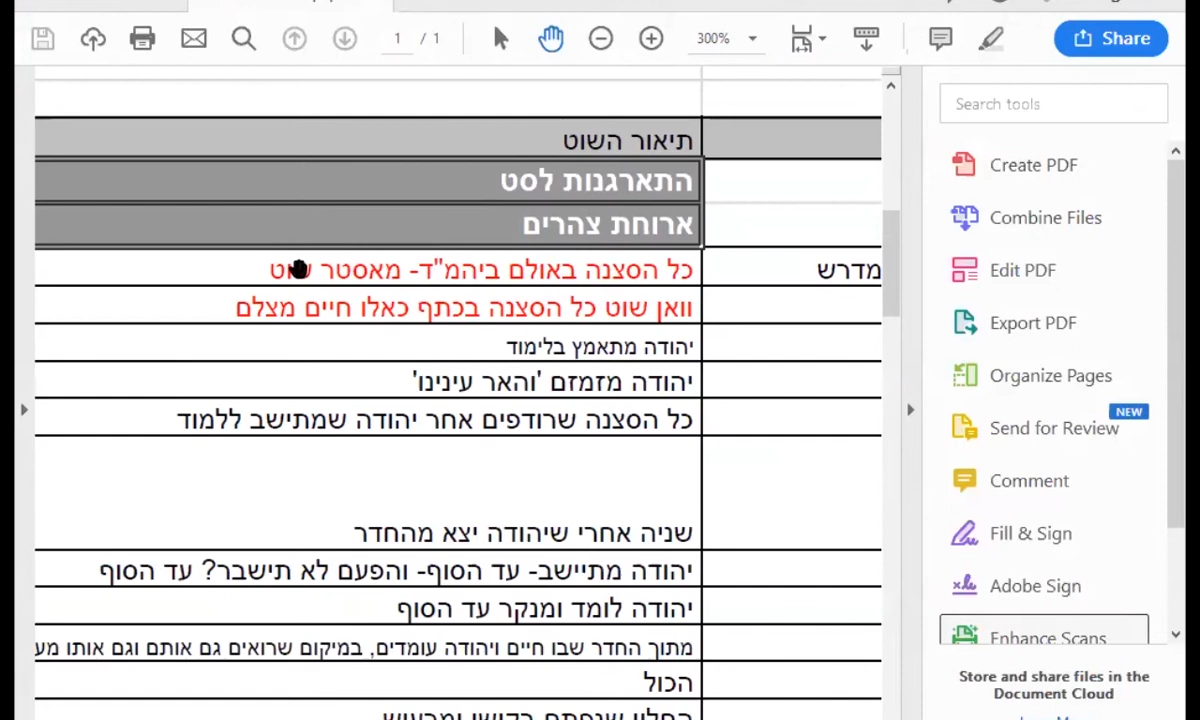 1 / 1
300%
Share
תיאור השוט
התארגנות לסט
ארוחת צהרים
כל הסצנה באולם ביהמ"ד- מאסטר שוט
מדרש
וואן שוט כל הסצנה בכתף כאלו חיים מצלם
יהודה מתאמץ בלימוד
יהודה מזמזם 'והאר עינינו'
כל הסצנה שרודפים אחר יהודה שמתישב ללמוד
שניה אחרי שיהודה יצא מהחדר
יהודה מתיישב- עד הסוף- והפעם לא תישבר? עד הסוף
יהודה לומד ומנקר עד הסוף
מתוך החדר שבו חיים ויהודה עומדים, במיקום שרואים גם אותם וגם אותו מע
הכול
Search tools
Create PDF
Combine Files
Edit PDF
Export PDF
Organize Pages
NEW
Send for Review
Comment
Fill & Sign
Adobe Sign
Enhance Scans
Store and share files in the
Document Cloud